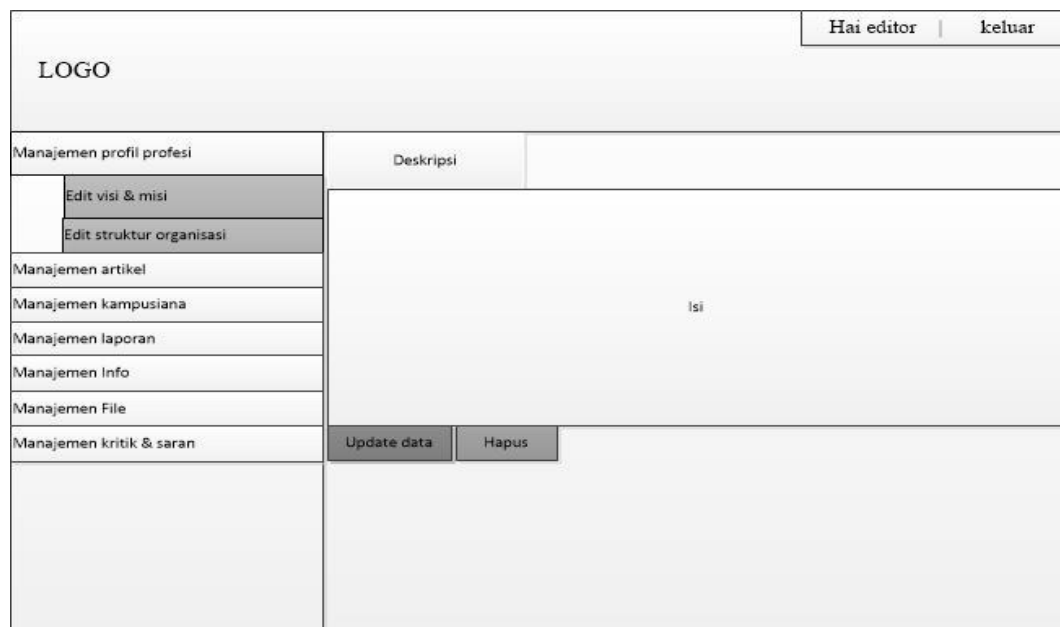 Hai editor | keluar
LOGO
Manajemen profil profesi
Deskripsi
Edit visi & misi
Edit struktur organisasi
Manajemen artikel
Manajemen kampusiana
Isi
Manajemen laporan
Manajemen Info
Manajemen File
Manajemen kritik & saran
Update data
Hapus